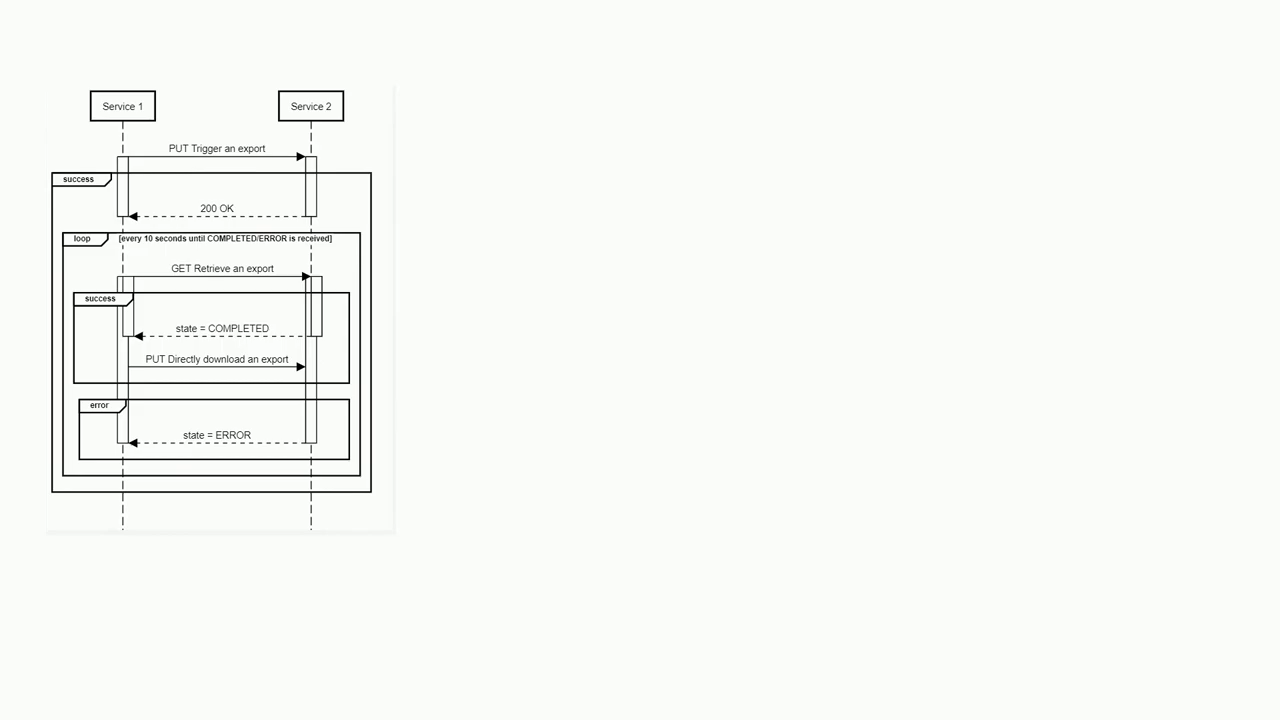 Service 1
Service 2
PUT Trigger an export
success
200 OK
loop
[every 10 seconds until COMPLETED/ERROR is received]
GET Retrieve an export
success
state = COMPLETED
PUT Directly download an export
error
state = ERROR